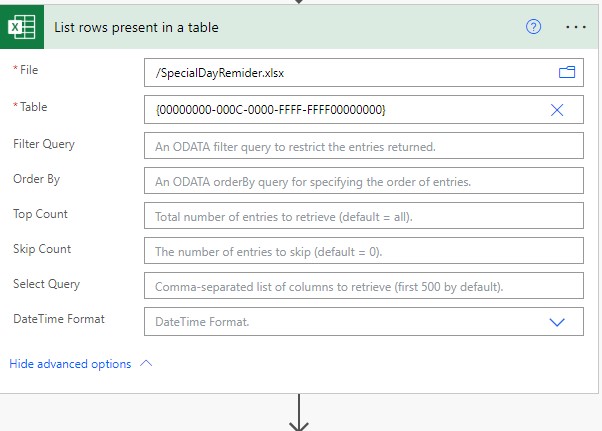 List rows present in a table
* File
/SpecialDayRemider.xlsx
* Table
{00000000-000C-0000-FFFF-FFFF00000000}
Filter Query
An ODATA filter query to restrict the entries returned.
Order By
An ODATA orderBy query for specifying the order of entries.
Top Count
Total number of entries to retrieve (default = all).
Skip Count
The number of entries to skip (default = 0).
Select Query
Comma-separated list of columns to retrieve (first 500 by default).
DateTime Format
DateTime Format.
Hide advanced options